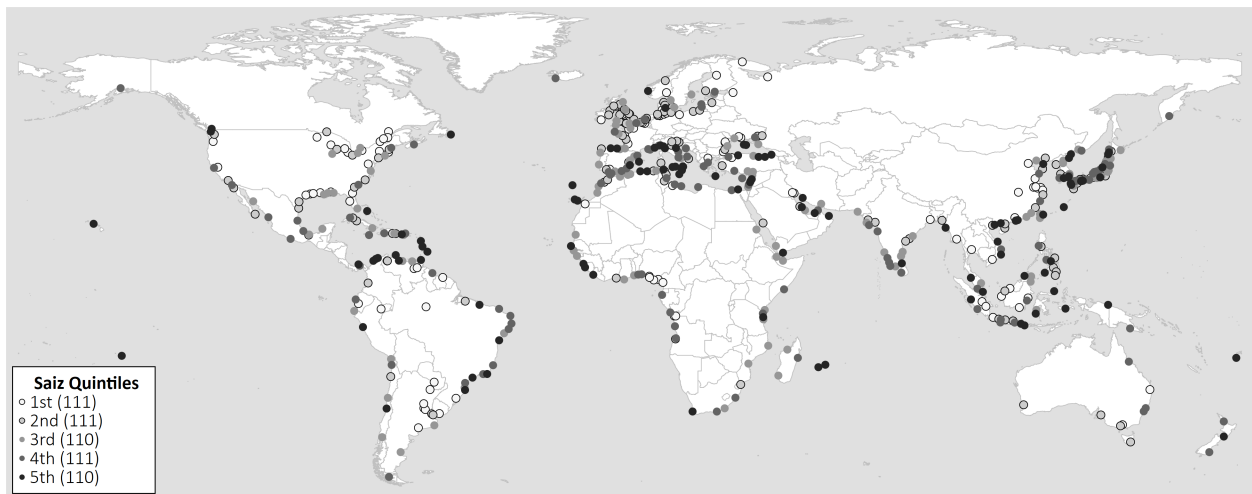 Saiz Quintiles
1st (111)
2nd (111)
3rd (110)
4th (111)
5th (110)